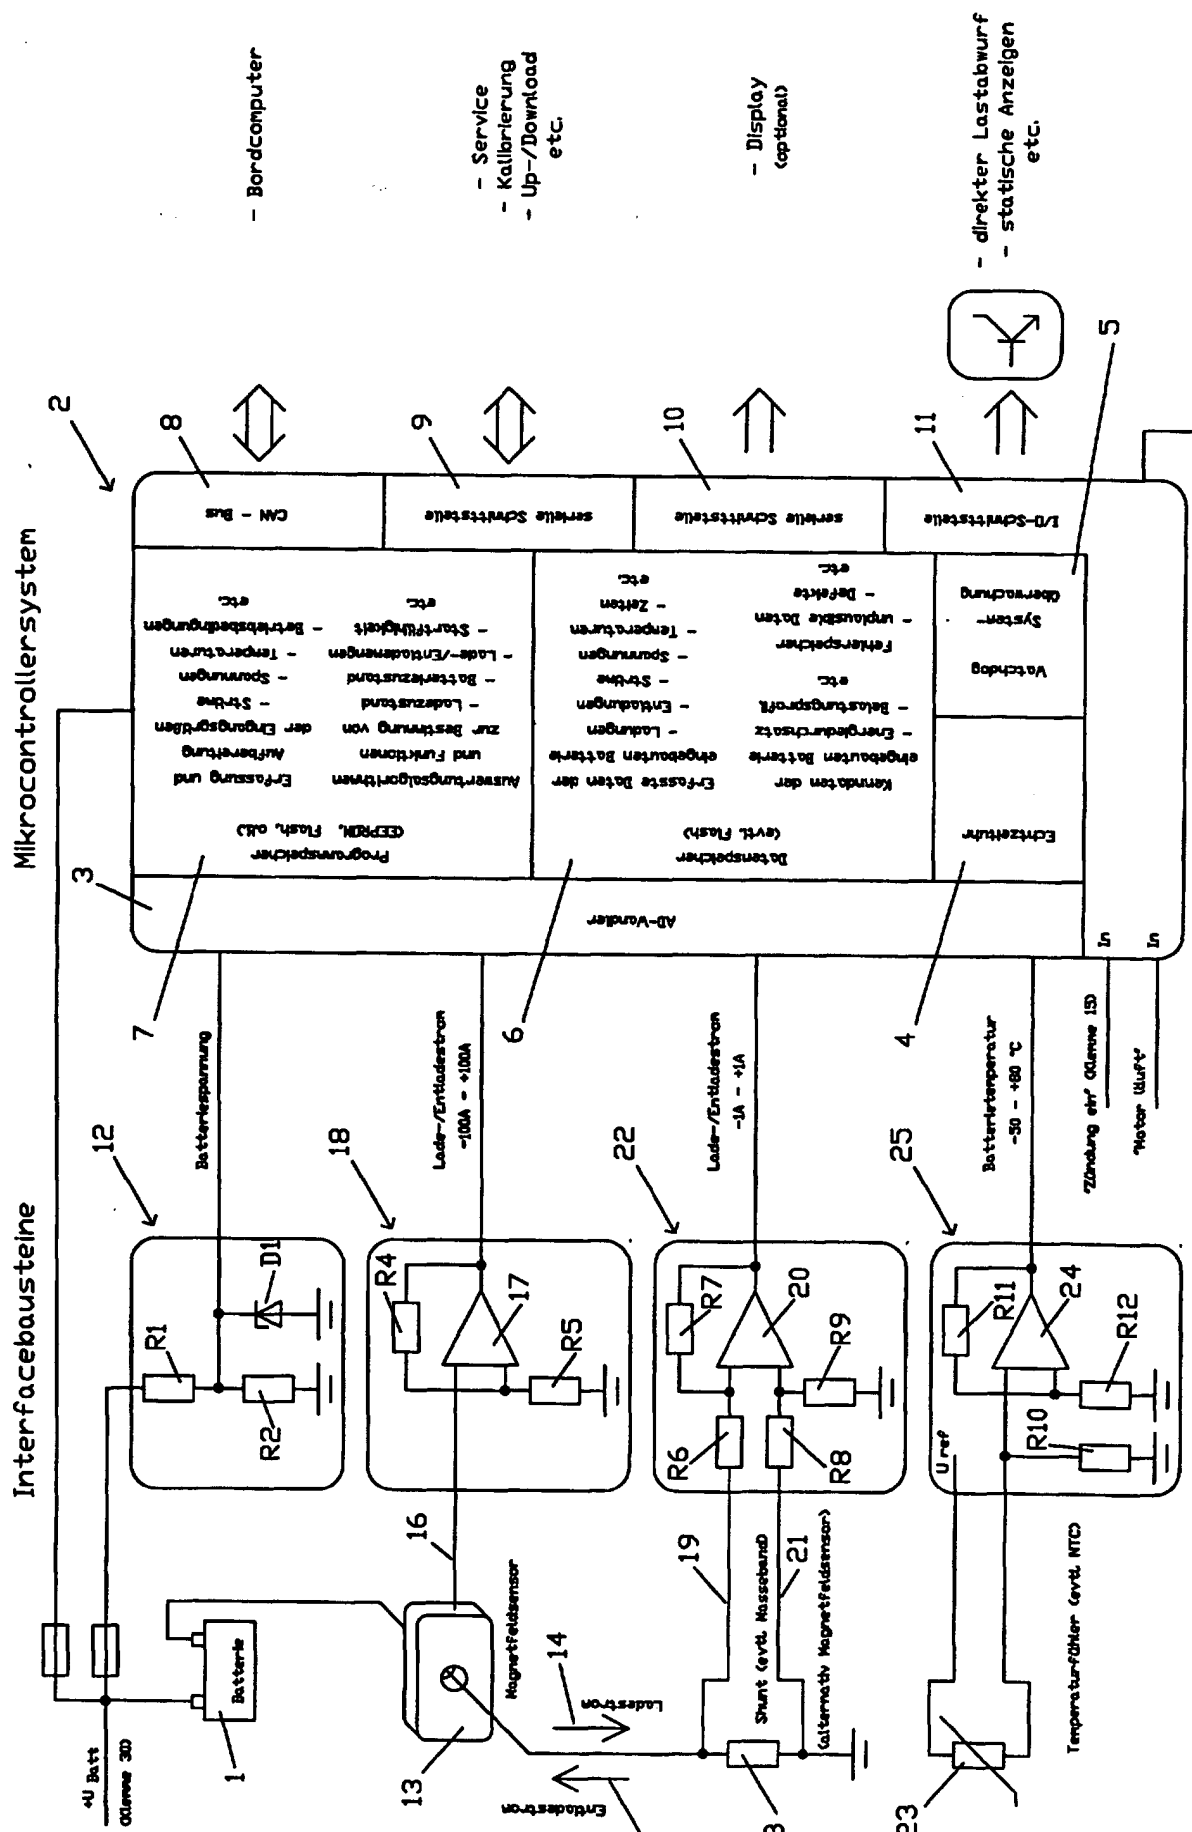 Interfacebausteine
Mikrocontrollersystem
2
+U Batt
(Klemme 30)
1
Batterie
12
R1
R2
D1
Batteriespannung
7
3
8
CAN - Bus
- Bordcomputer
Programmspeicher
(EEPROM, Flash, o.ä.)
Erfassung und
Aufbereitung
der Eingangsgrößen
- Ströme
- Spannungen
- Temperaturen
- Betriebsbedingungen
etc.
Auswertungsalgorithmen
und Funktionen
zur Bestimmung von
- Ladezustand
- Batteriezustand
- Lade-/Entlademengen
- Startfähigkeit
etc.
13
Magnetfeldsensor
16
18
R4
17
R5
Lade-/Entladestrom
-100A - +100A
9
serielle Schnittstelle
- Service
- Kalibrierung
- Up-/Download
etc.
AD-Wandler
6
Datenspeicher
(evtl. Flash)
Erfasste Daten der
eingebauten Batterie
- Ladungen
- Entladungen
- Ströme
- Spannungen
- Temperaturen
- Zeiten
etc.
Kenndaten der
eingebauten Batterie
- Energiedurchsatz
- Belastungsprofil
etc.
Fehlerspeicher
- unplausible Daten
- Defekte
etc.
14
Ladestrom
Entladestrom
19
21
Shunt (evtl. Masseband)
(alternativ Magnetfeldsensor)
22
R6
R7
R8
R9
20
Lade-/Entladestrom
-1A - +1A
10
serielle Schnittstelle
- Display
(optional)
23
Temperaturfühler (evtl. NTC)
25
U ref
R10
R11
R12
24
Batterietemperatur
-30 - +80 °C
4
Echtzeituhr
Watchdog
System-
Überwachung
5
11
I/O-Schnittstelle
- direkter Lastabwurf
- statische Anzeigen
etc.
"Zündung ein" (Klemme 15)
In
"Motor läuft"
In